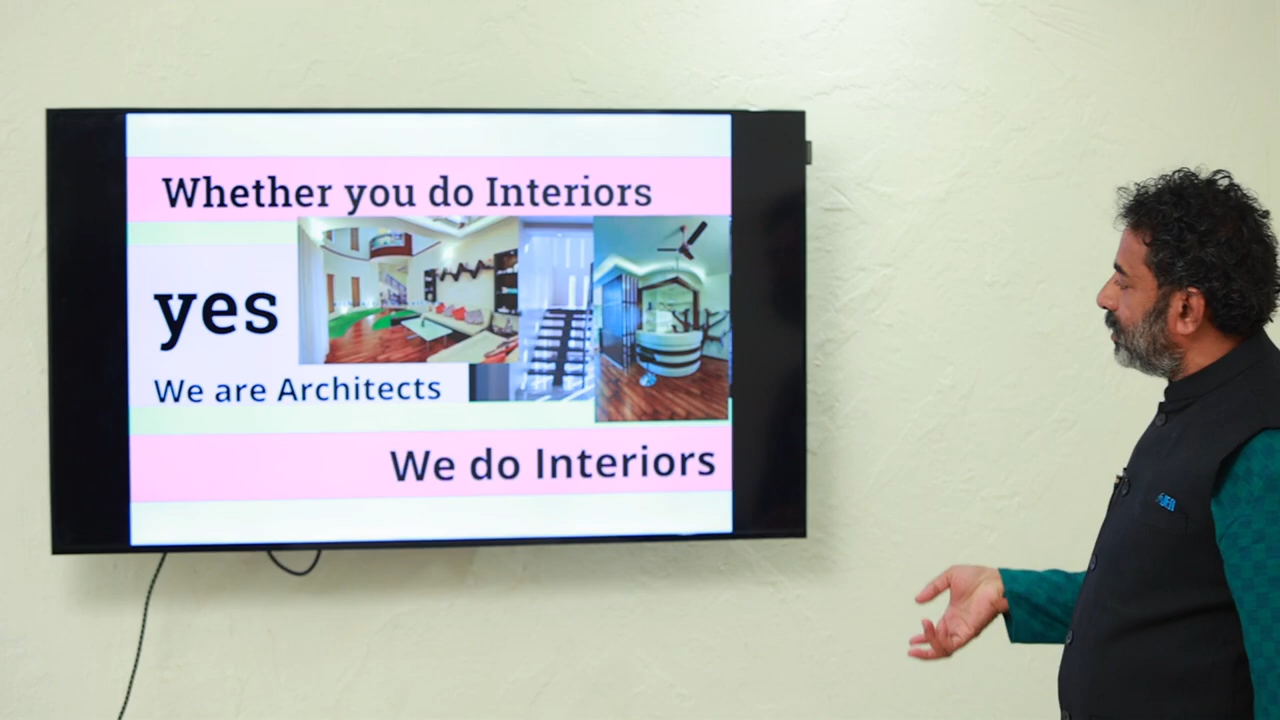 Whether you do Interiors
yes
We are Architects
We do Interiors